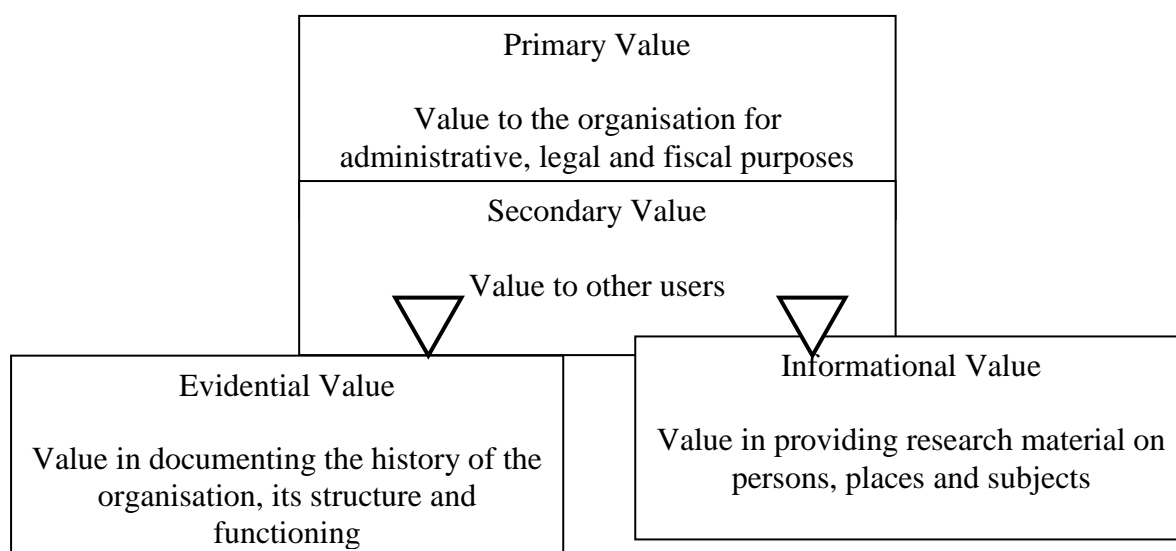 Primary Value
Value to the organisation for
administrative, legal and fiscal purposes
Secondary Value
Value to other users
Evidential Value
Value in documenting the history of the
organisation, its structure and
functioning
Informational Value
Value in providing research material on
persons, places and subjects